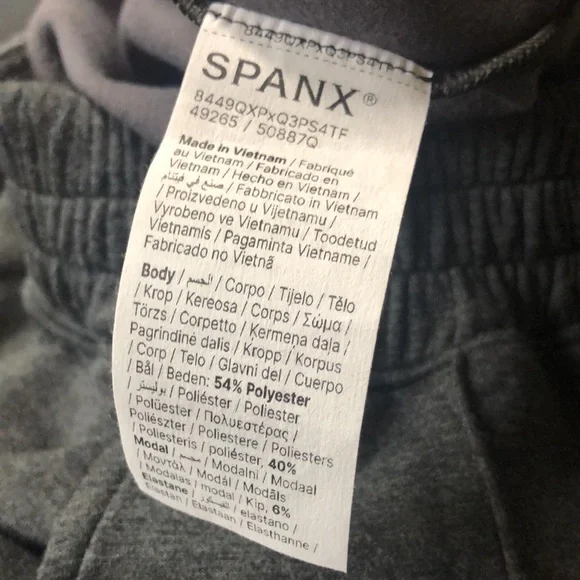 8449QXPxQ3PS4TF
SPANX®
8449QXPxQ3PS4TF
49265 / 50887Q
Made in Vietnam / Fabriqué
au Vietnam / Fabricado en
Vietnam / Hecho en Vietnam /
صنع في فيتنام / Fabbricato in Vietnam
/ Proizvedeno u Vijetnamu /
Vyrobeno ve Vietnamu / Toodetud
Vietnamis / Pagaminta Vietname /
Fabricado no Vietnã
Body / الجسم / Corpo / Tijelo / Tělo
/ Krop / Kereosa / Corps / Σώμα /
Törzs / Corpetto / Ķermeņa daļa /
Pagrindinė dalis / Kropp / Korpus
/ Corp / Telo / Glavni del / Cuerpo
/ Bål / Beden: 54% Polyester
/ بوليستر / Poliéster / Poliester
/ Polüester / Πολυεστέρας /
Poliészter / Poliestere / Poliesters
/ Poliesteris / poliéster, 40%
Modal / / Modalni / Modaal
/ Μοντάλ / Modál / Modāls
/ Modalas / modal / Kip, 6%
Elastane / / elastano /
Elastan / Elastaan / Elasthanne /